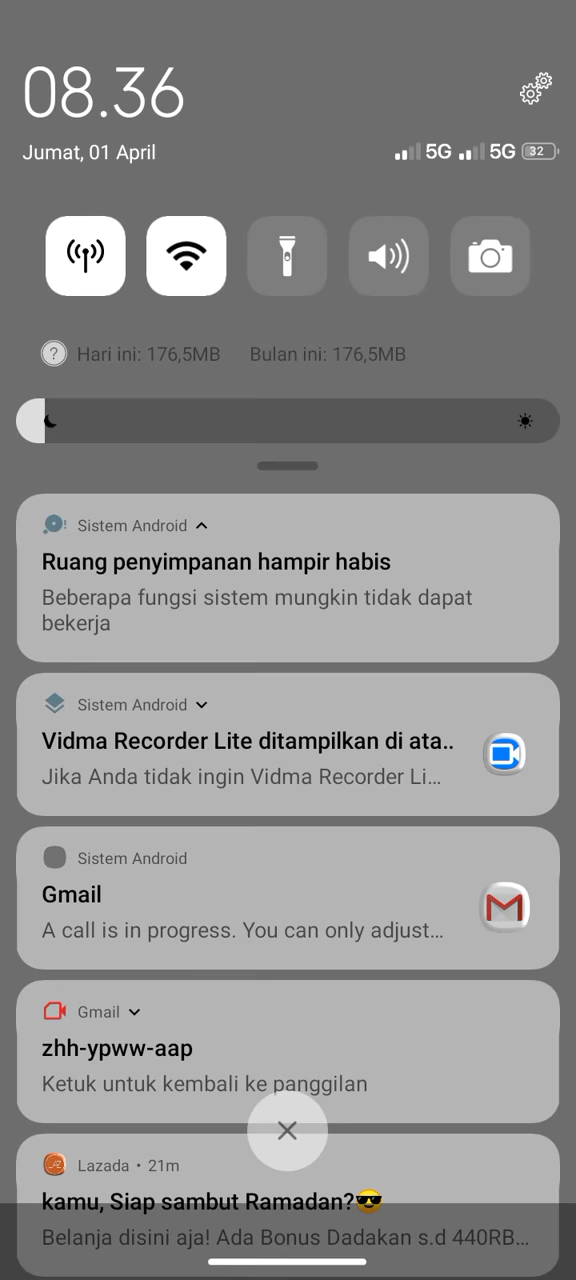 08.36
Jumat, 01 April
5G 5G 32
Hari ini: 176,5MB Bulan ini: 176,5MB
Sistem Android
Ruang penyimpanan hampir habis
Beberapa fungsi sistem mungkin tidak dapat
bekerja
Sistem Android
Vidma Recorder Lite ditampilkan di ata..
Jika Anda tidak ingin Vidma Recorder Li...
Sistem Android
Gmail
A call is in progress. You can only adjust...
Gmail
zhh-ypww-aap
Ketuk untuk kembali ke panggilan
Lazada • 21m
kamu, Siap sambut Ramadan?😎
Belanja disini aja! Ada Bonus Dadakan s.d 440RB...